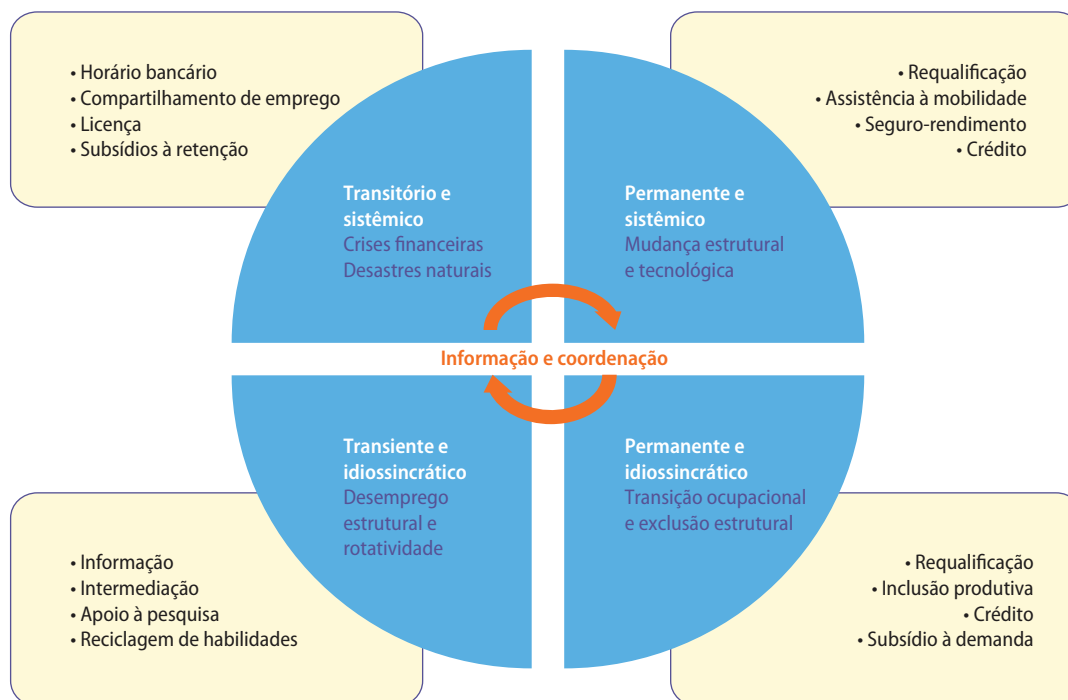 • Horário bancário
• Compartilhamento de emprego
• Licença
• Subsídios à retenção
• Requalificação
• Assistência à mobilidade
• Seguro-rendimento
• Crédito
Transitório e
sistêmico
Crises financeiras
Desastres naturais
Permanente e
sistêmico
Mudança estrutural
e tecnológica
Informação e coordenação
Transiente e
idiossincrático
Desemprego
estrutural e
rotatividade
Permanente e
idiossincrático
Transição ocupacional
e exclusão estrutural
• Informação
• Intermediação
• Apoio à pesquisa
• Reciclagem de habilidades
• Requalificação
• Inclusão produtiva
• Crédito
• Subsídio à demanda